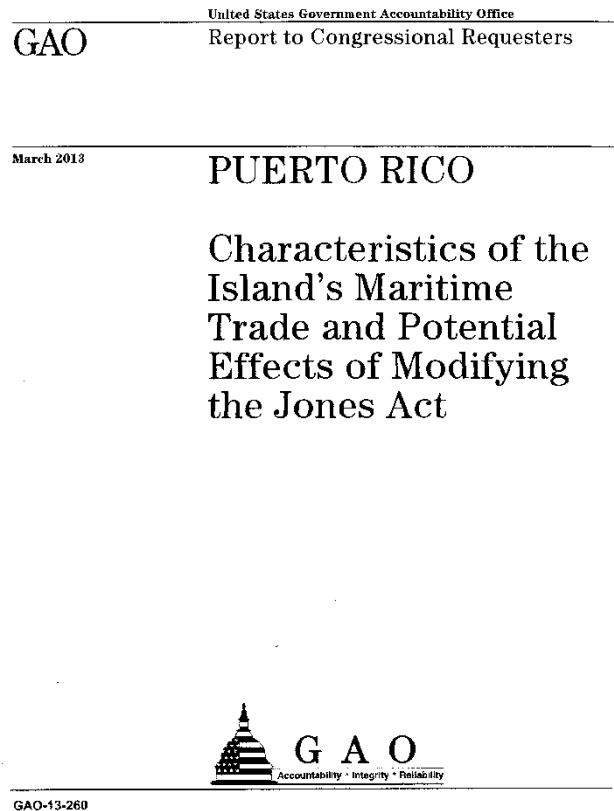 United States Government Accountability Office
GAO
Report to Congressional Requesters
March 2013
PUERTO RICO
Characteristics of the
Island's Maritime
Trade and Potential
Effects of Modifying
the Jones Act
G A O
Accountability * Integrity * Reliability
GAO-13-260